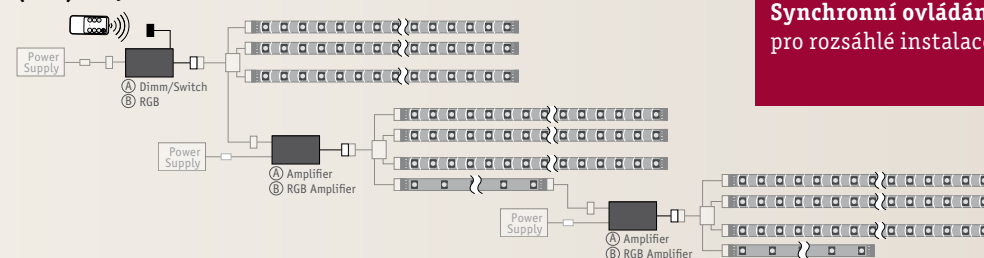 Synchronní ovládán
pro rozsáhlé instalace
Power
Supply
Ⓐ Dimm/Switch
Ⓑ RGB
Power
Supply
Ⓐ Amplifier
Ⓑ RGB Amplifier
Power
Supply
Ⓐ Amplifier
Ⓑ RGB Amplifier